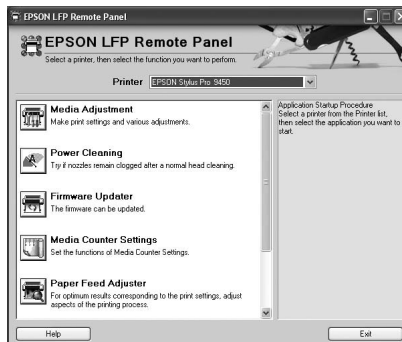 EPSON LFP Remote Panel
EPSON LFP Remote Panel
Select a printer, then select the function you want to perform.
Printer EPSON Stylus Pro 9450
Media Adjustment
Make print settings and various adjustments.
Power Cleaning
Try if nozzles remain clogged after a normal head cleaning.
Firmware Updater
The firmware can be updated.
Media Counter Settings
Set the functions of Media Counter Settings.
Paper Feed Adjuster
For optimum results corresponding to the print settings, adjust
aspects of the printing process.
Application Startup Procedure
Select a printer from the Printer list,
then select the application you want to
start.
Help
Exit